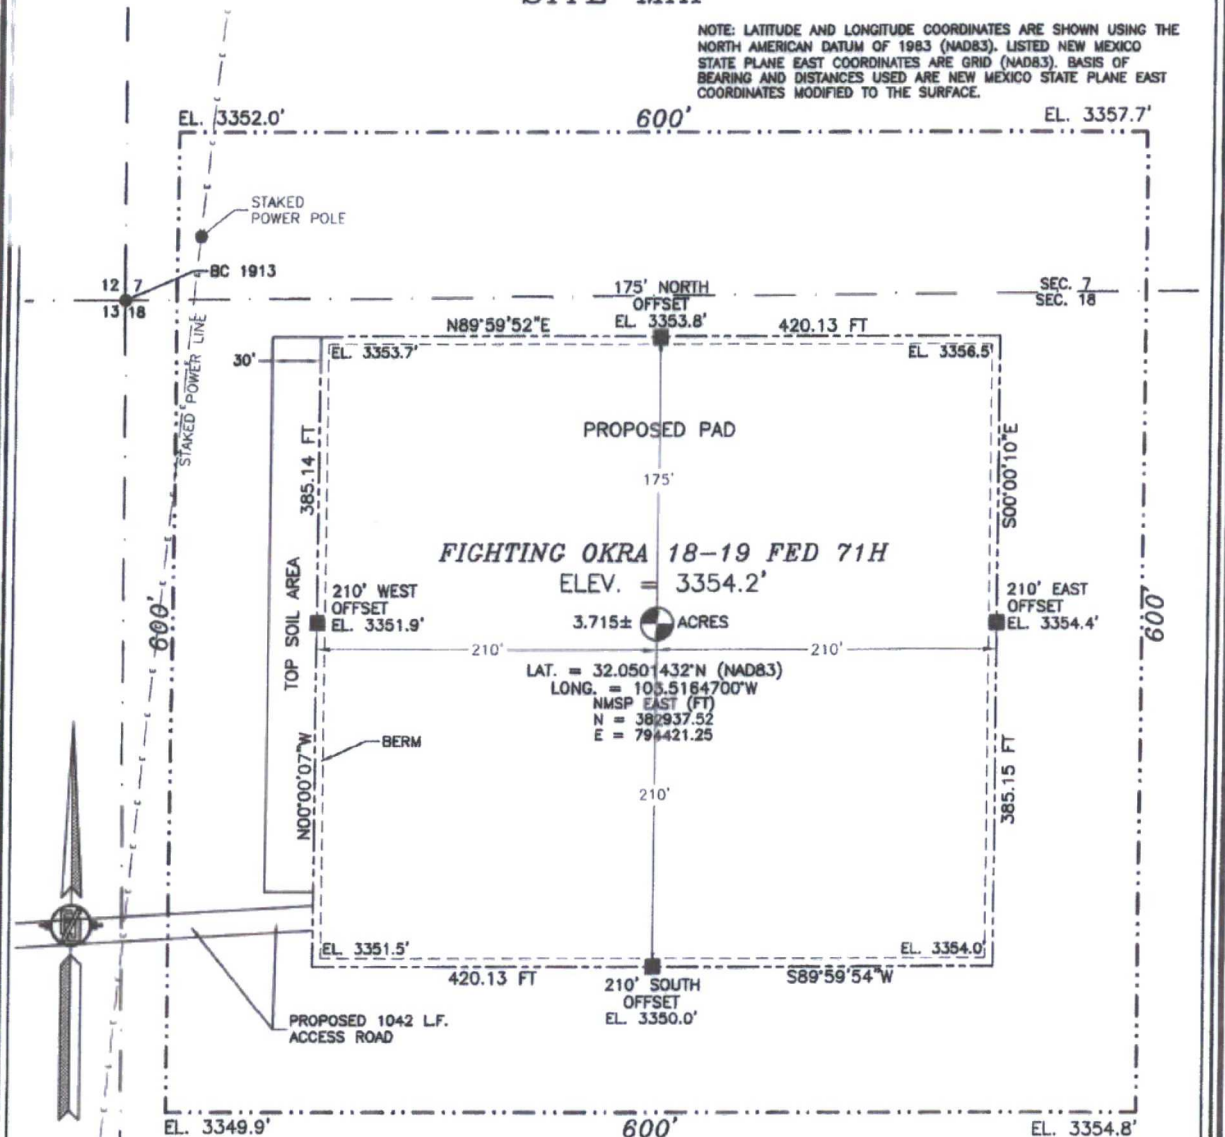 SITE MAP
NOTE: LATITUDE AND LONGITUDE COORDINATES ARE SHOWN USING THE
NORTH AMERICAN DATUM OF 1983 (NAD83). LISTED NEW MEXICO
STATE PLANE EAST COORDINATES ARE GRID (NAD83). BASIS OF
BEARING AND DISTANCES USED ARE NEW MEXICO STATE PLANE EAST
COORDINATES MODIFIED TO THE SURFACE.
EL. 3352.0'
600'
EL. 3357.7'
STAKED
POWER POLE
BC 1913
12 7
13 18
175' NORTH
OFFSET
EL. 3353.8'
SEC. 7
SEC. 18
N89°59'52"E
420.13 FT
30'
EL. 3353.7'
EL. 3356.5'
STAKED POWER LINE
385.14 FT
PROPOSED PAD
S00°00'10"E
175'
FIGHTING OKRA 18-19 FED 71H
ELEV. = 3354.2'
TOP SOIL AREA
210' WEST
OFFSET
EL. 3351.9'
3.715± ACRES
210' EAST
OFFSET
EL. 3354.4'
600'
600'
210'
210'
LAT. = 32.0501432°N (NAD83)
LONG. = 103.5164700°W
NMSP EAST (FT)
N = 382937.52
E = 794421.25
BERM
N00°00'07"W
210'
385.15 FT
EL. 3351.5'
EL. 3354.0'
420.13 FT
S89°59'54"W
210' SOUTH
OFFSET
EL. 3350.0'
PROPOSED 1042 L.F.
ACCESS ROAD
EL. 3349.9'
600'
EL. 3354.8'